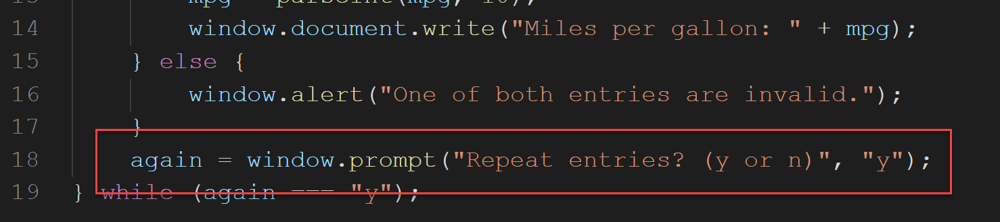 14 window.document.write("Miles per gallon: " + mpg);
15 } else {
16 window.alert("One of both entries are invalid.");
17 }
18 again = window.prompt("Repeat entries? (y or n)", "y");
19 } while (again === "y");